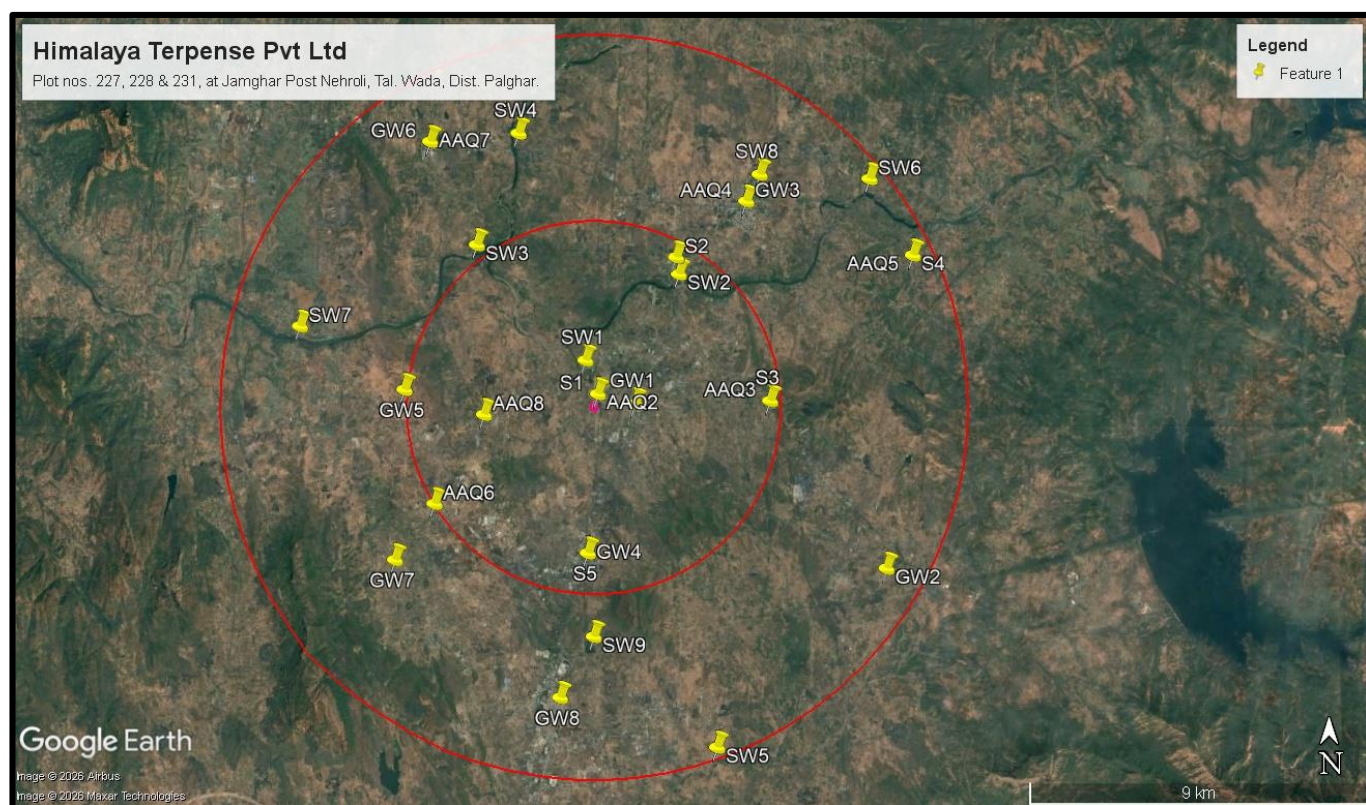 Himalaya Terpense Pvt Ltd
Plot nos. 227, 228 & 231, at Jamghar Post Nehroli, Tal. Wada, Dist. Palghar.
Legend
Feature 1
SW4
GW6
AAQ7
SW8
SW6
AAQ4
GW3
S2
SW3
SW2
AAQ5
S4
SW7
SW1
S1
GW1
AAQ2
AAQ3
S3
GW5
AAQ8
AAQ6
GW4
S5
GW7
GW2
SW9
GW8
SW5
Google Earth
Image © 2026 Airbus
Image © 2026 Maxar Technologies
N
9 km